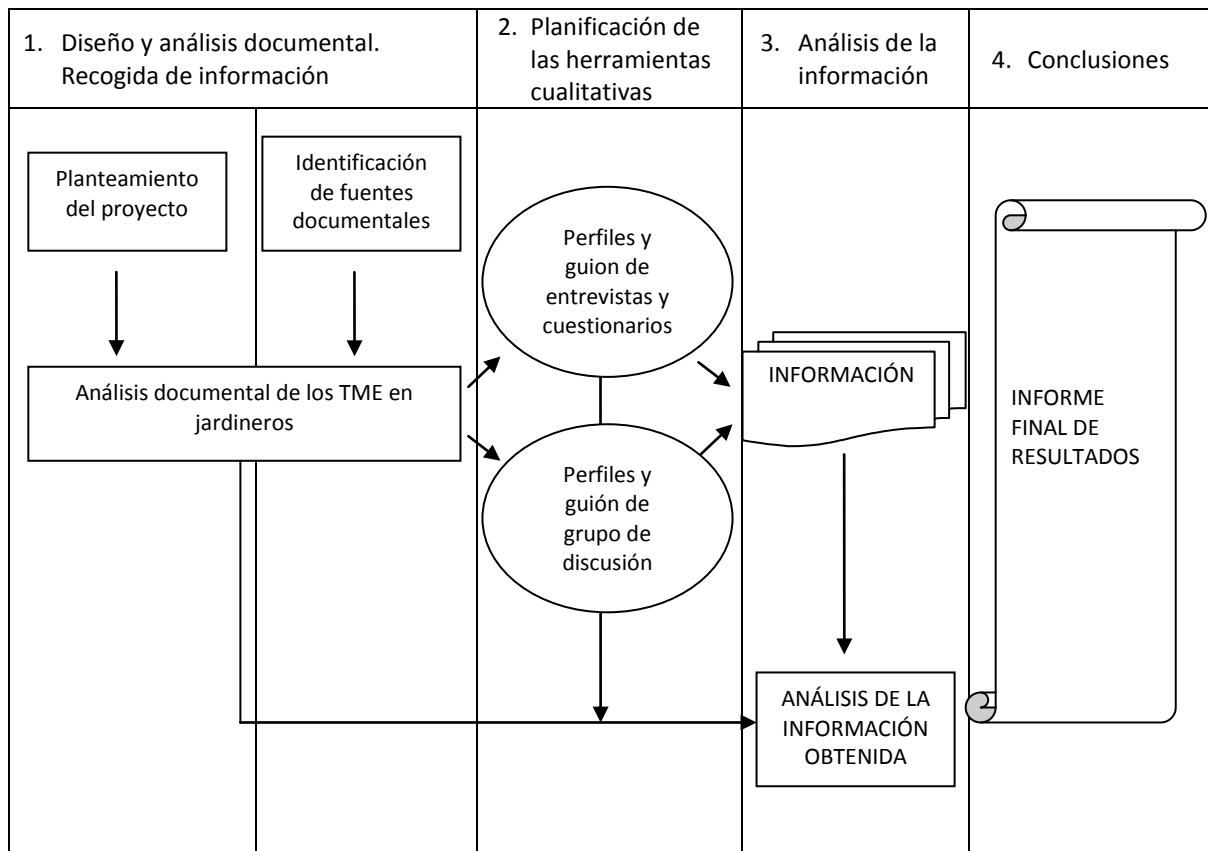 1. Diseño y análisis documental.
Recogida de información
2. Planificación de
las herramientas
cualitativas
3. Análisis de la
información
4. Conclusiones
Planteamiento
del proyecto
Identificación
de fuentes
documentales
Análisis documental de los TME en
jardineros
Perfiles y
guion de
entrevistas y
cuestionarios
Perfiles y
guión de
grupo de
discusión
INFORMACIÓN
ANÁLISIS DE LA
INFORMACIÓN
OBTENIDA
INFORME
FINAL DE
RESULTADOS